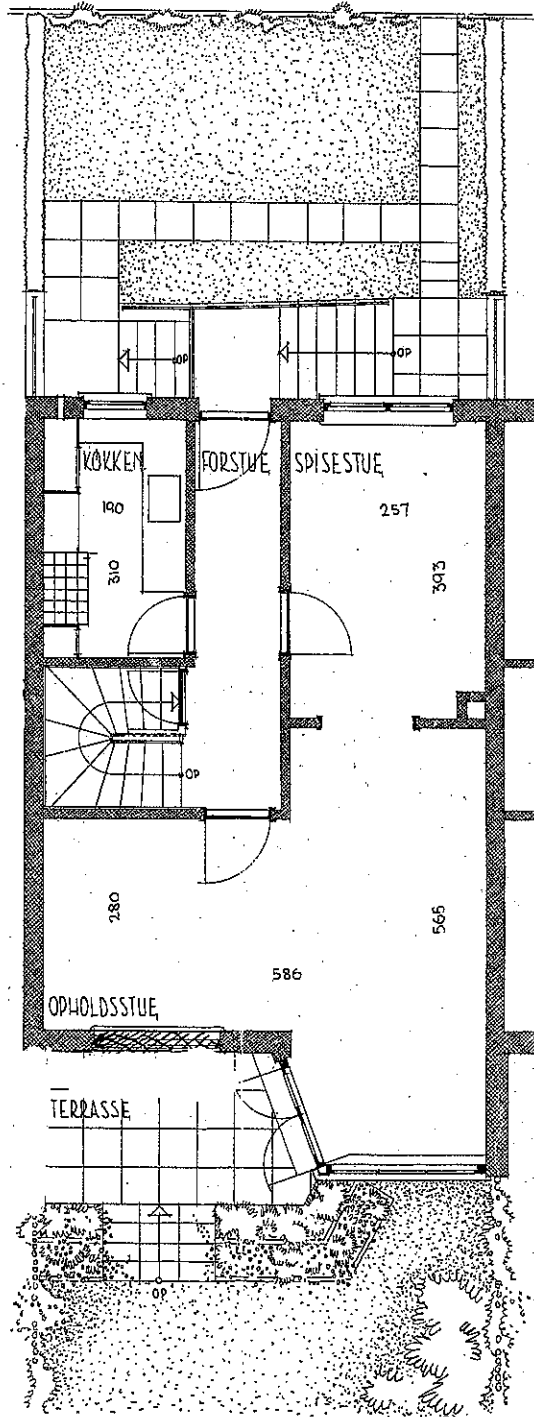 OP
OP
KØKKEN
FORSTUE
SPISESTUE
190
257
310
393
OP
280
565
586
OPHOLDSSTUE
TERRASSE
OP